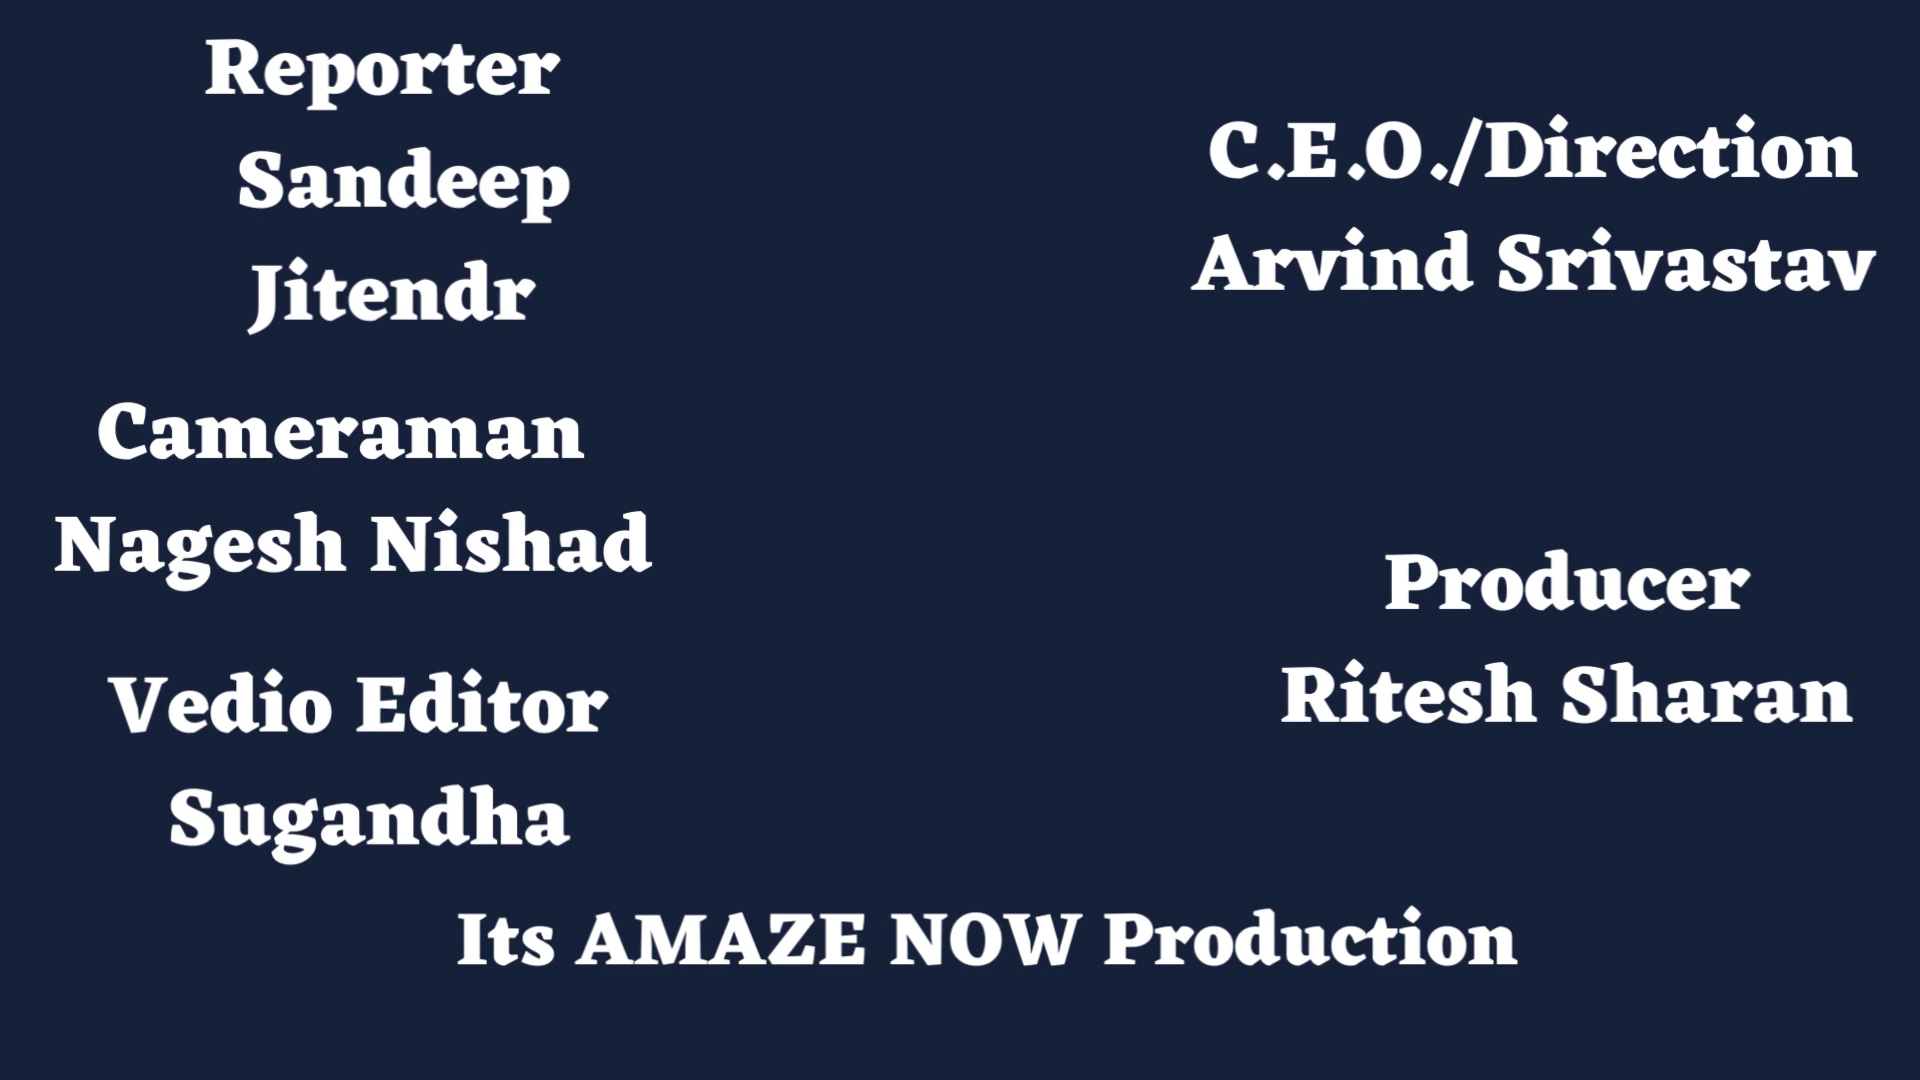 Reporter
Sandeep
Jitendr
Cameraman
Nagesh Nishad
Vedio Editor
Sugandha
C.E.O./Direction
Arvind Srivastav
Producer
Ritesh Sharan
Its AMAZE NOW Production